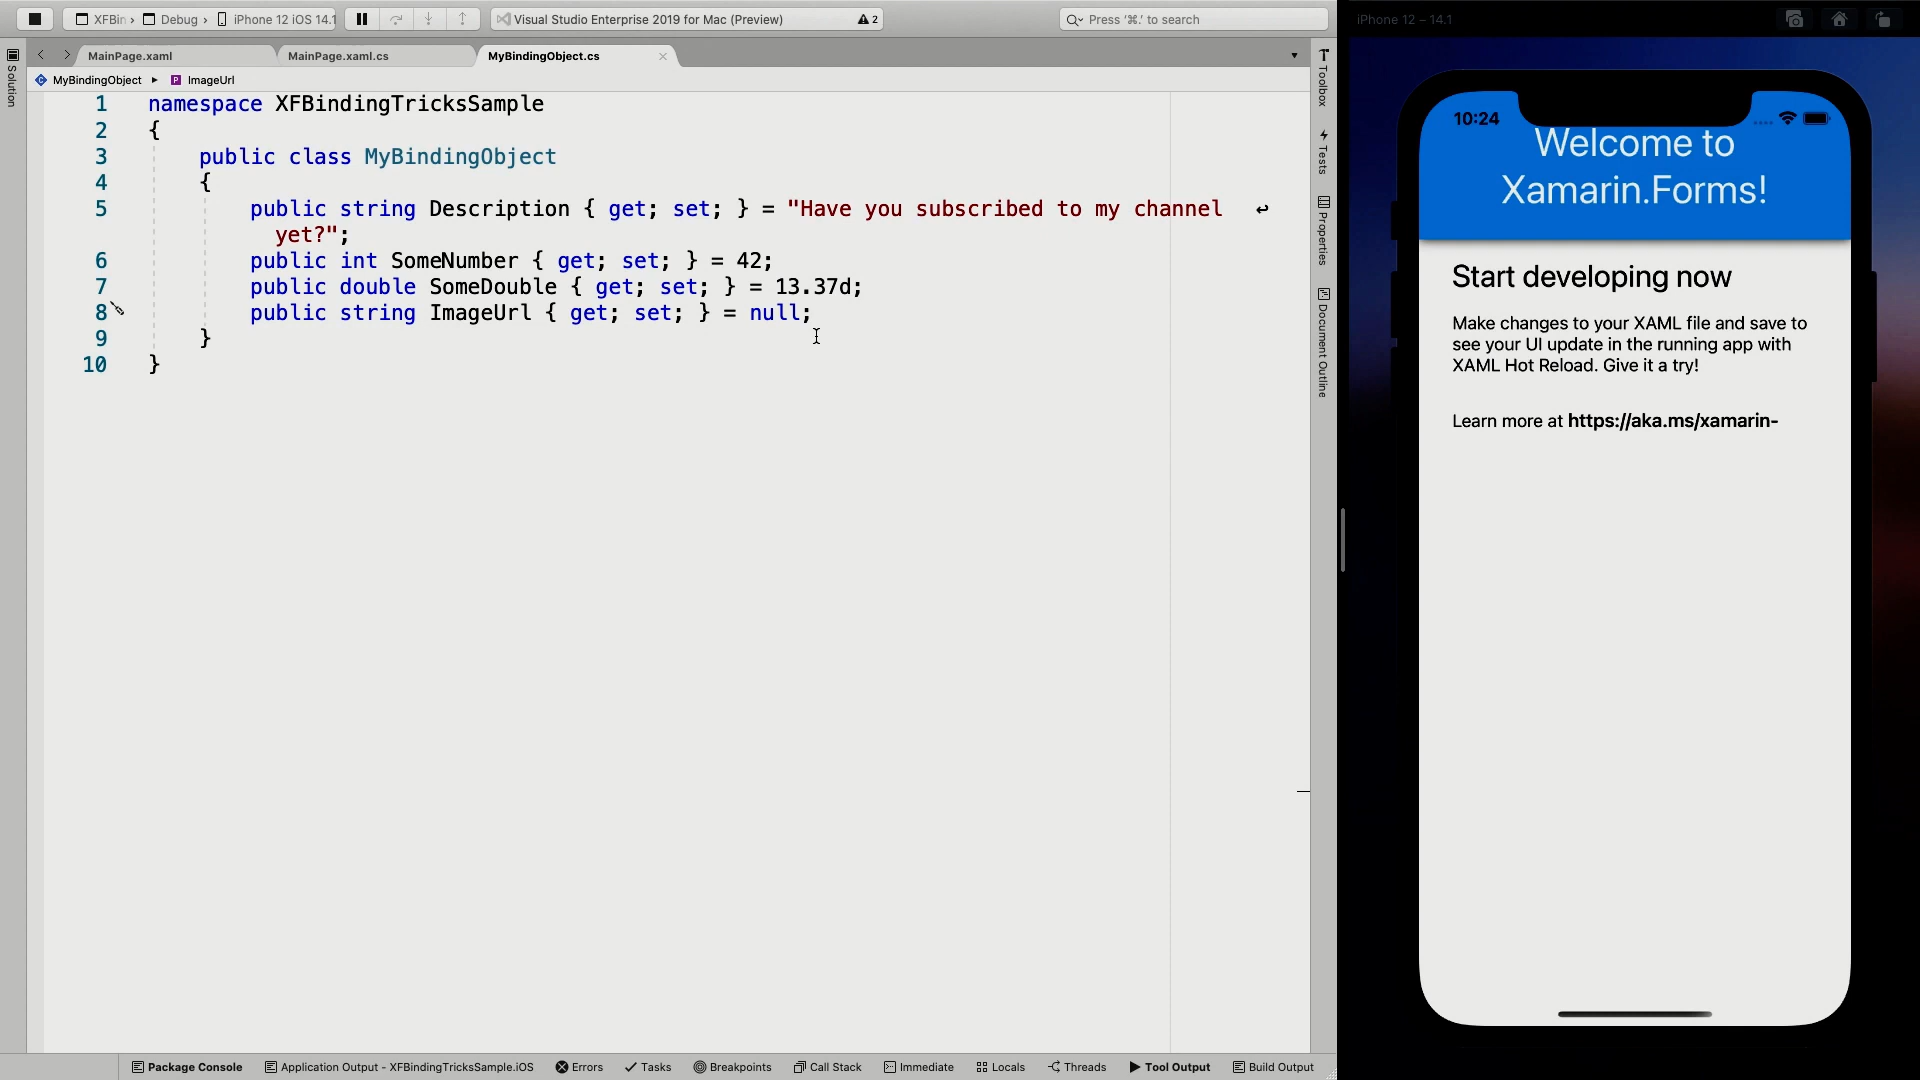 XFBin › Debug › iPhone 12 iOS 14.1
Visual Studio Enterprise 2019 for Mac (Preview)
2
Press ‘⌘.’ to search
iPhone 12 – 14.1
Solution
MainPage.xaml
MainPage.xaml.cs
MyBindingObject.cs
MyBindingObject
ImageUrl
1 namespace XFBindingTricksSample
2 {
3 public class MyBindingObject
4 {
5 public string Description { get; set; } = "Have you subscribed to my channel
yet?";
6 public int SomeNumber { get; set; } = 42;
7 public double SomeDouble { get; set; } = 13.37d;
8 public string ImageUrl { get; set; } = null;
9 }
10 }
Toolbox
Tests
Properties
Document Outline
10:24
Welcome to
Xamarin.Forms!
Start developing now
Make changes to your XAML file and save to
see your UI update in the running app with
XAML Hot Reload. Give it a try!
Learn more at https://aka.ms/xamarin-
Package Console
Application Output - XFBindingTricksSample.iOS
Errors
Tasks
Breakpoints
Call Stack
Immediate
Locals
Threads
Tool Output
Build Output